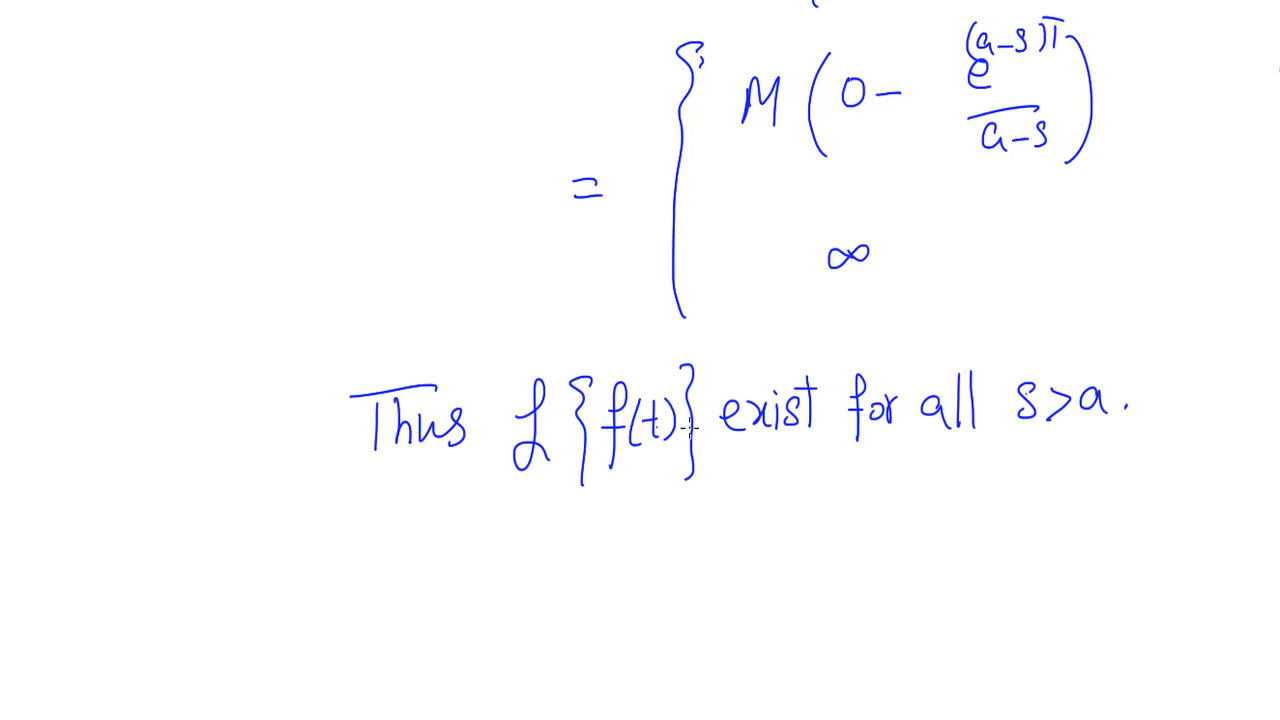 = { M ( 0 - e^{(a-s)T} / a-s )
∞
Thus ℒ{f(t)} exist for all s>a.